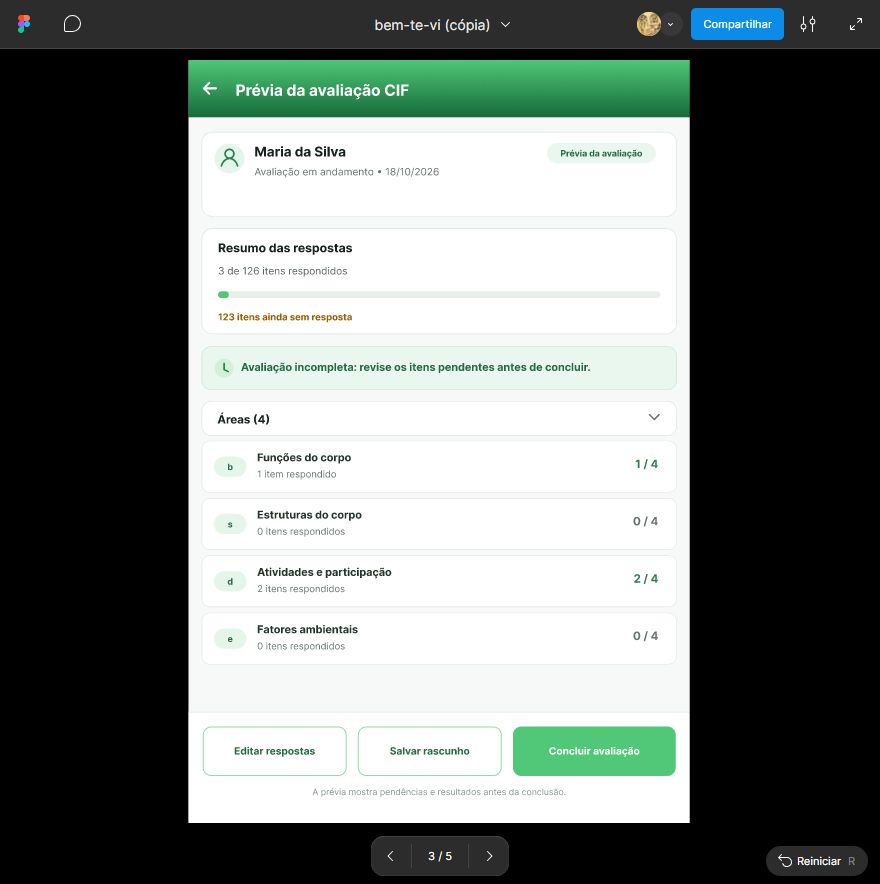 bem-te-vi (cópia)
Compartilhar
Prévia da avaliação CIF
Maria da Silva
Prévia da avaliação
Avaliação em andamento • 18/10/2026
Resumo das respostas
3 de 126 itens respondidos
123 itens ainda sem resposta
Avaliação incompleta: revise os itens pendentes antes de concluir.
Áreas (4)
b
Funções do corpo
1 item respondido
1 / 4
s
Estruturas do corpo
0 itens respondidos
0 / 4
d
Atividades e participação
2 itens respondidos
2 / 4
e
Fatores ambientais
0 itens respondidos
0 / 4
Editar respostas
Salvar rascunho
Concluir avaliação
A prévia mostra pendências e resultados antes da conclusão.
3 / 5
Reiniciar R